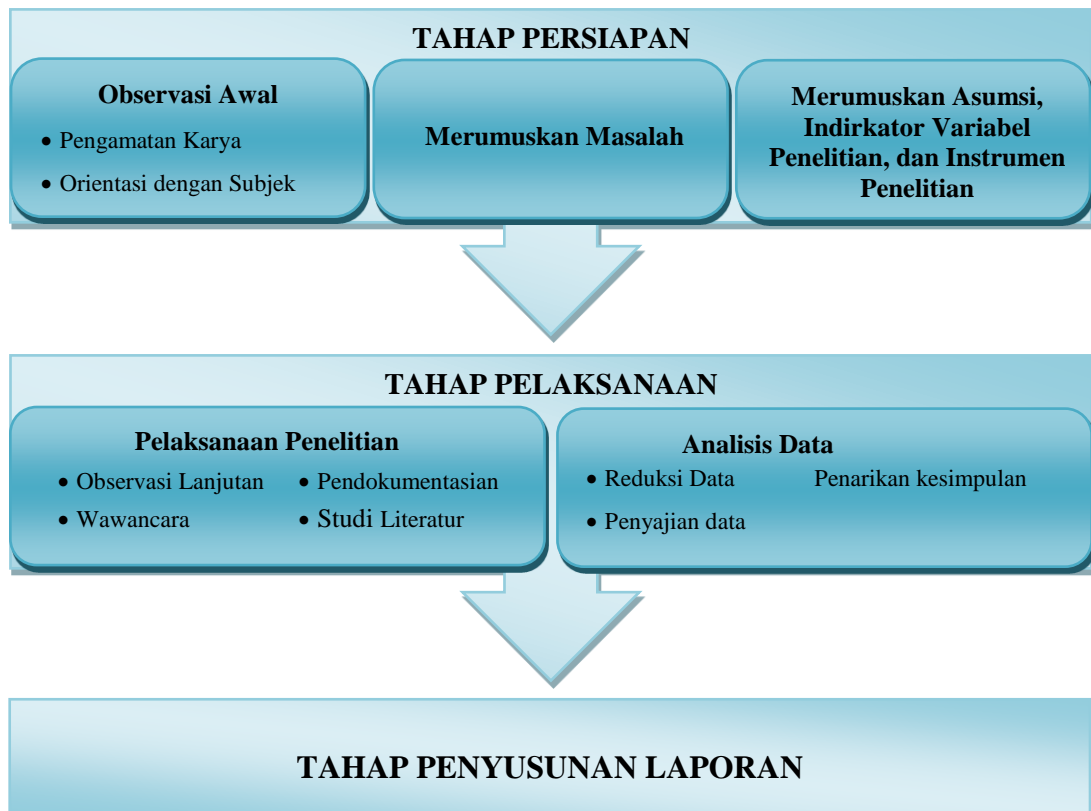 TAHAP PERSIAPAN
Observasi Awal
• Pengamatan Karya
• Orientasi dengan Subjek
Merumuskan Masalah
Merumuskan Asumsi,
Indirkator Variabel
Penelitian, dan Instrumen
Penelitian
TAHAP PELAKSANAAN
Pelaksanaan Penelitian
• Observasi Lanjutan
• Wawancara
• Pendokumentasian
• Studi Literatur
Analisis Data
• Reduksi Data
• Penyajian data
Penarikan kesimpulan
TAHAP PENYUSUNAN LAPORAN